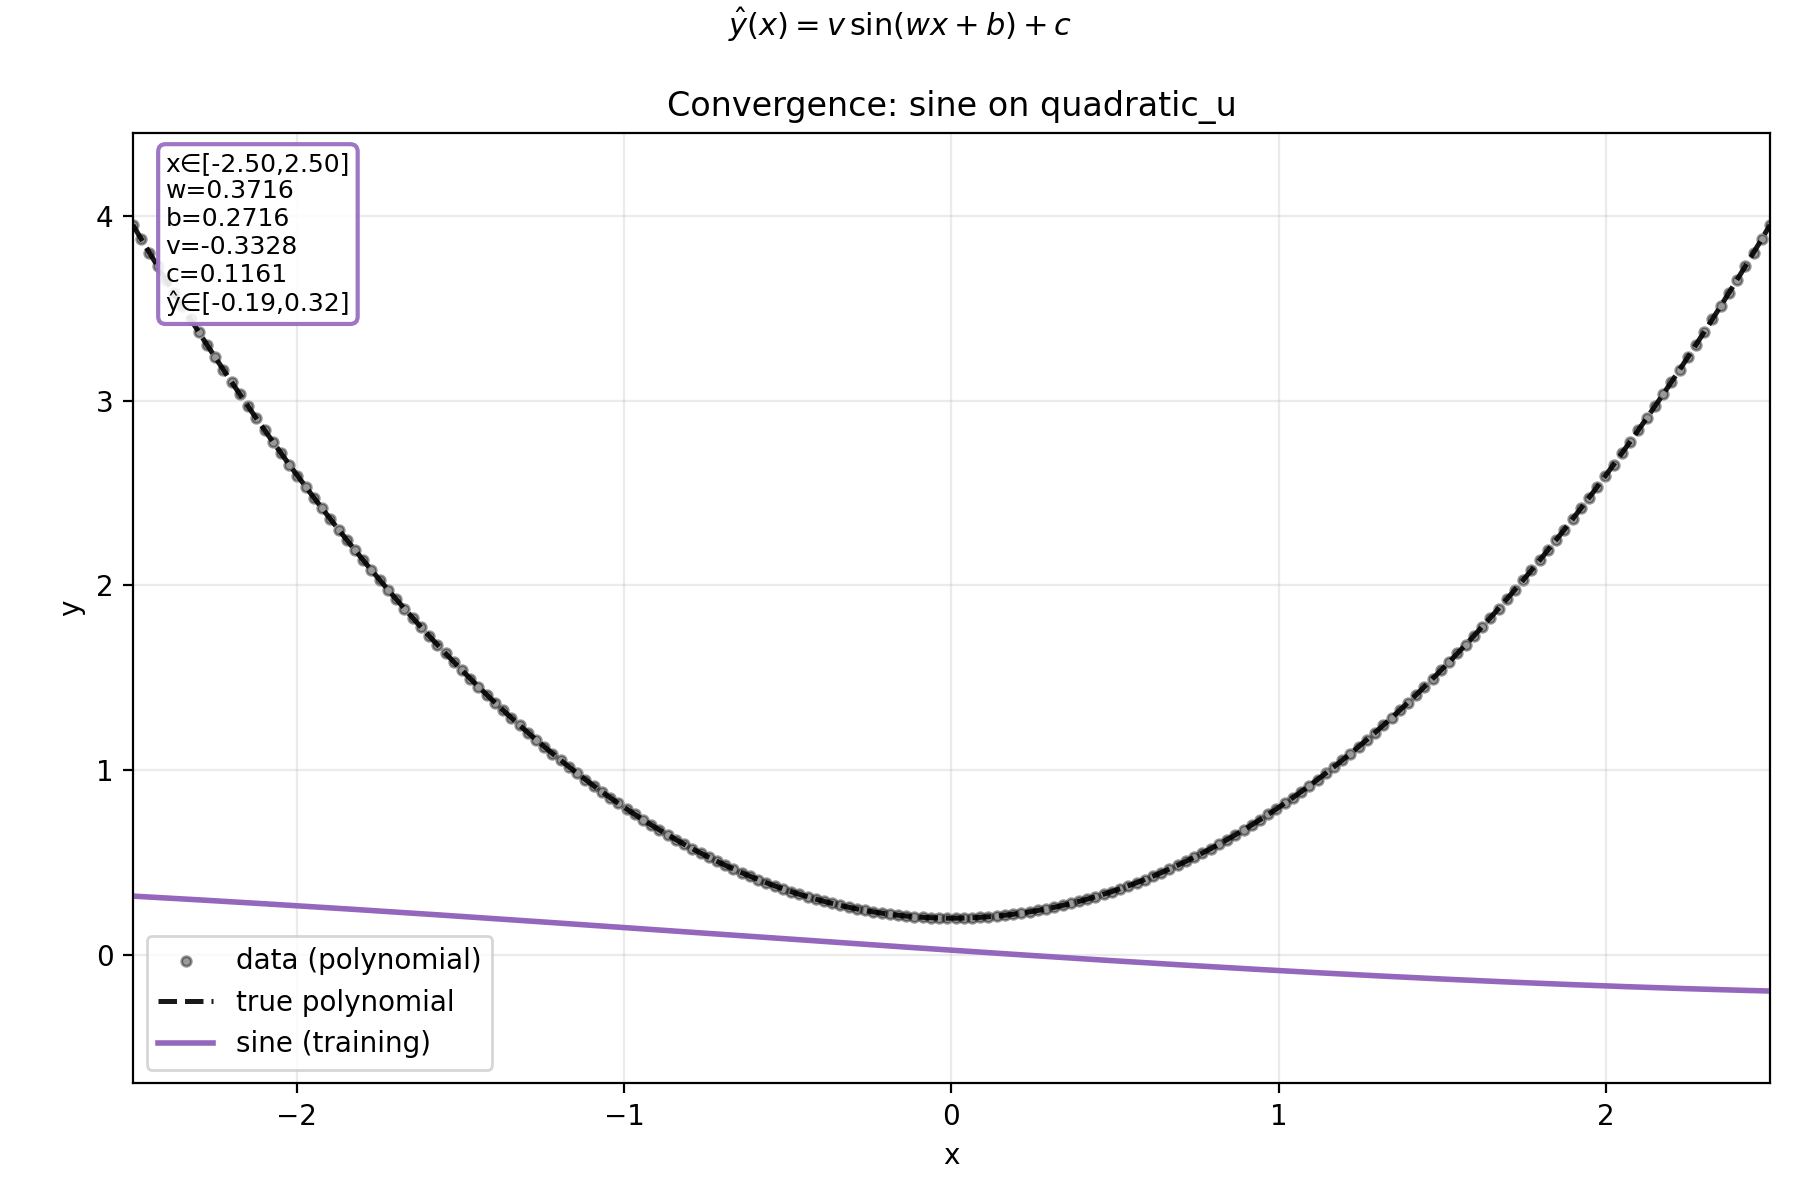 ŷ(x) = v sin(wx + b) + c
Convergence: sine on quadratic_u
x∈[-2.50,2.50]
w=0.3716
b=0.2716
v=-0.3328
c=0.1161
ŷ∈[-0.19,0.32]
4
3
2
1
0
y
data (polynomial)
true polynomial
sine (training)
−2
−1
0
1
2
x